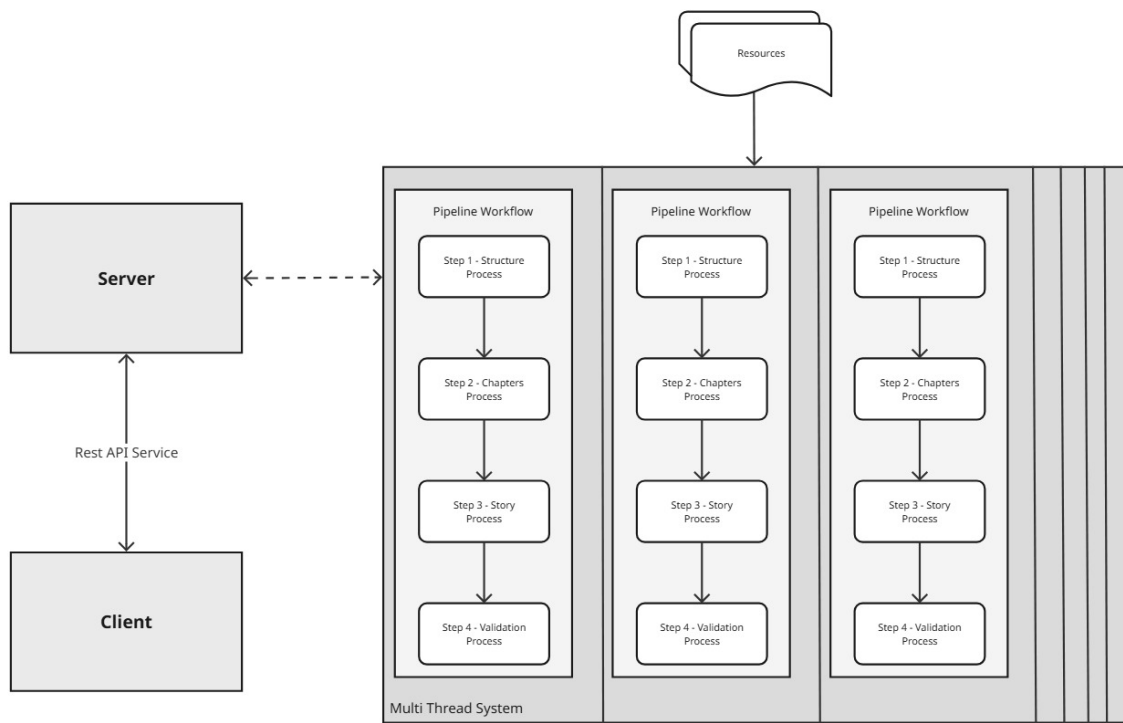 Resources
Pipeline Workflow
Step 1 - Structure
Process
Step 2 - Chapters
Process
Step 3 - Story
Process
Step 4 - Validation
Process
Pipeline Workflow
Step 1 - Structure
Process
Step 2 - Chapters
Process
Step 3 - Story
Process
Step 4 - Validation
Process
Pipeline Workflow
Step 1 - Structure
Process
Step 2 - Chapters
Process
Step 3 - Story
Process
Step 4 - Validation
Process
Multi Thread System
Server
Rest API Service
Client